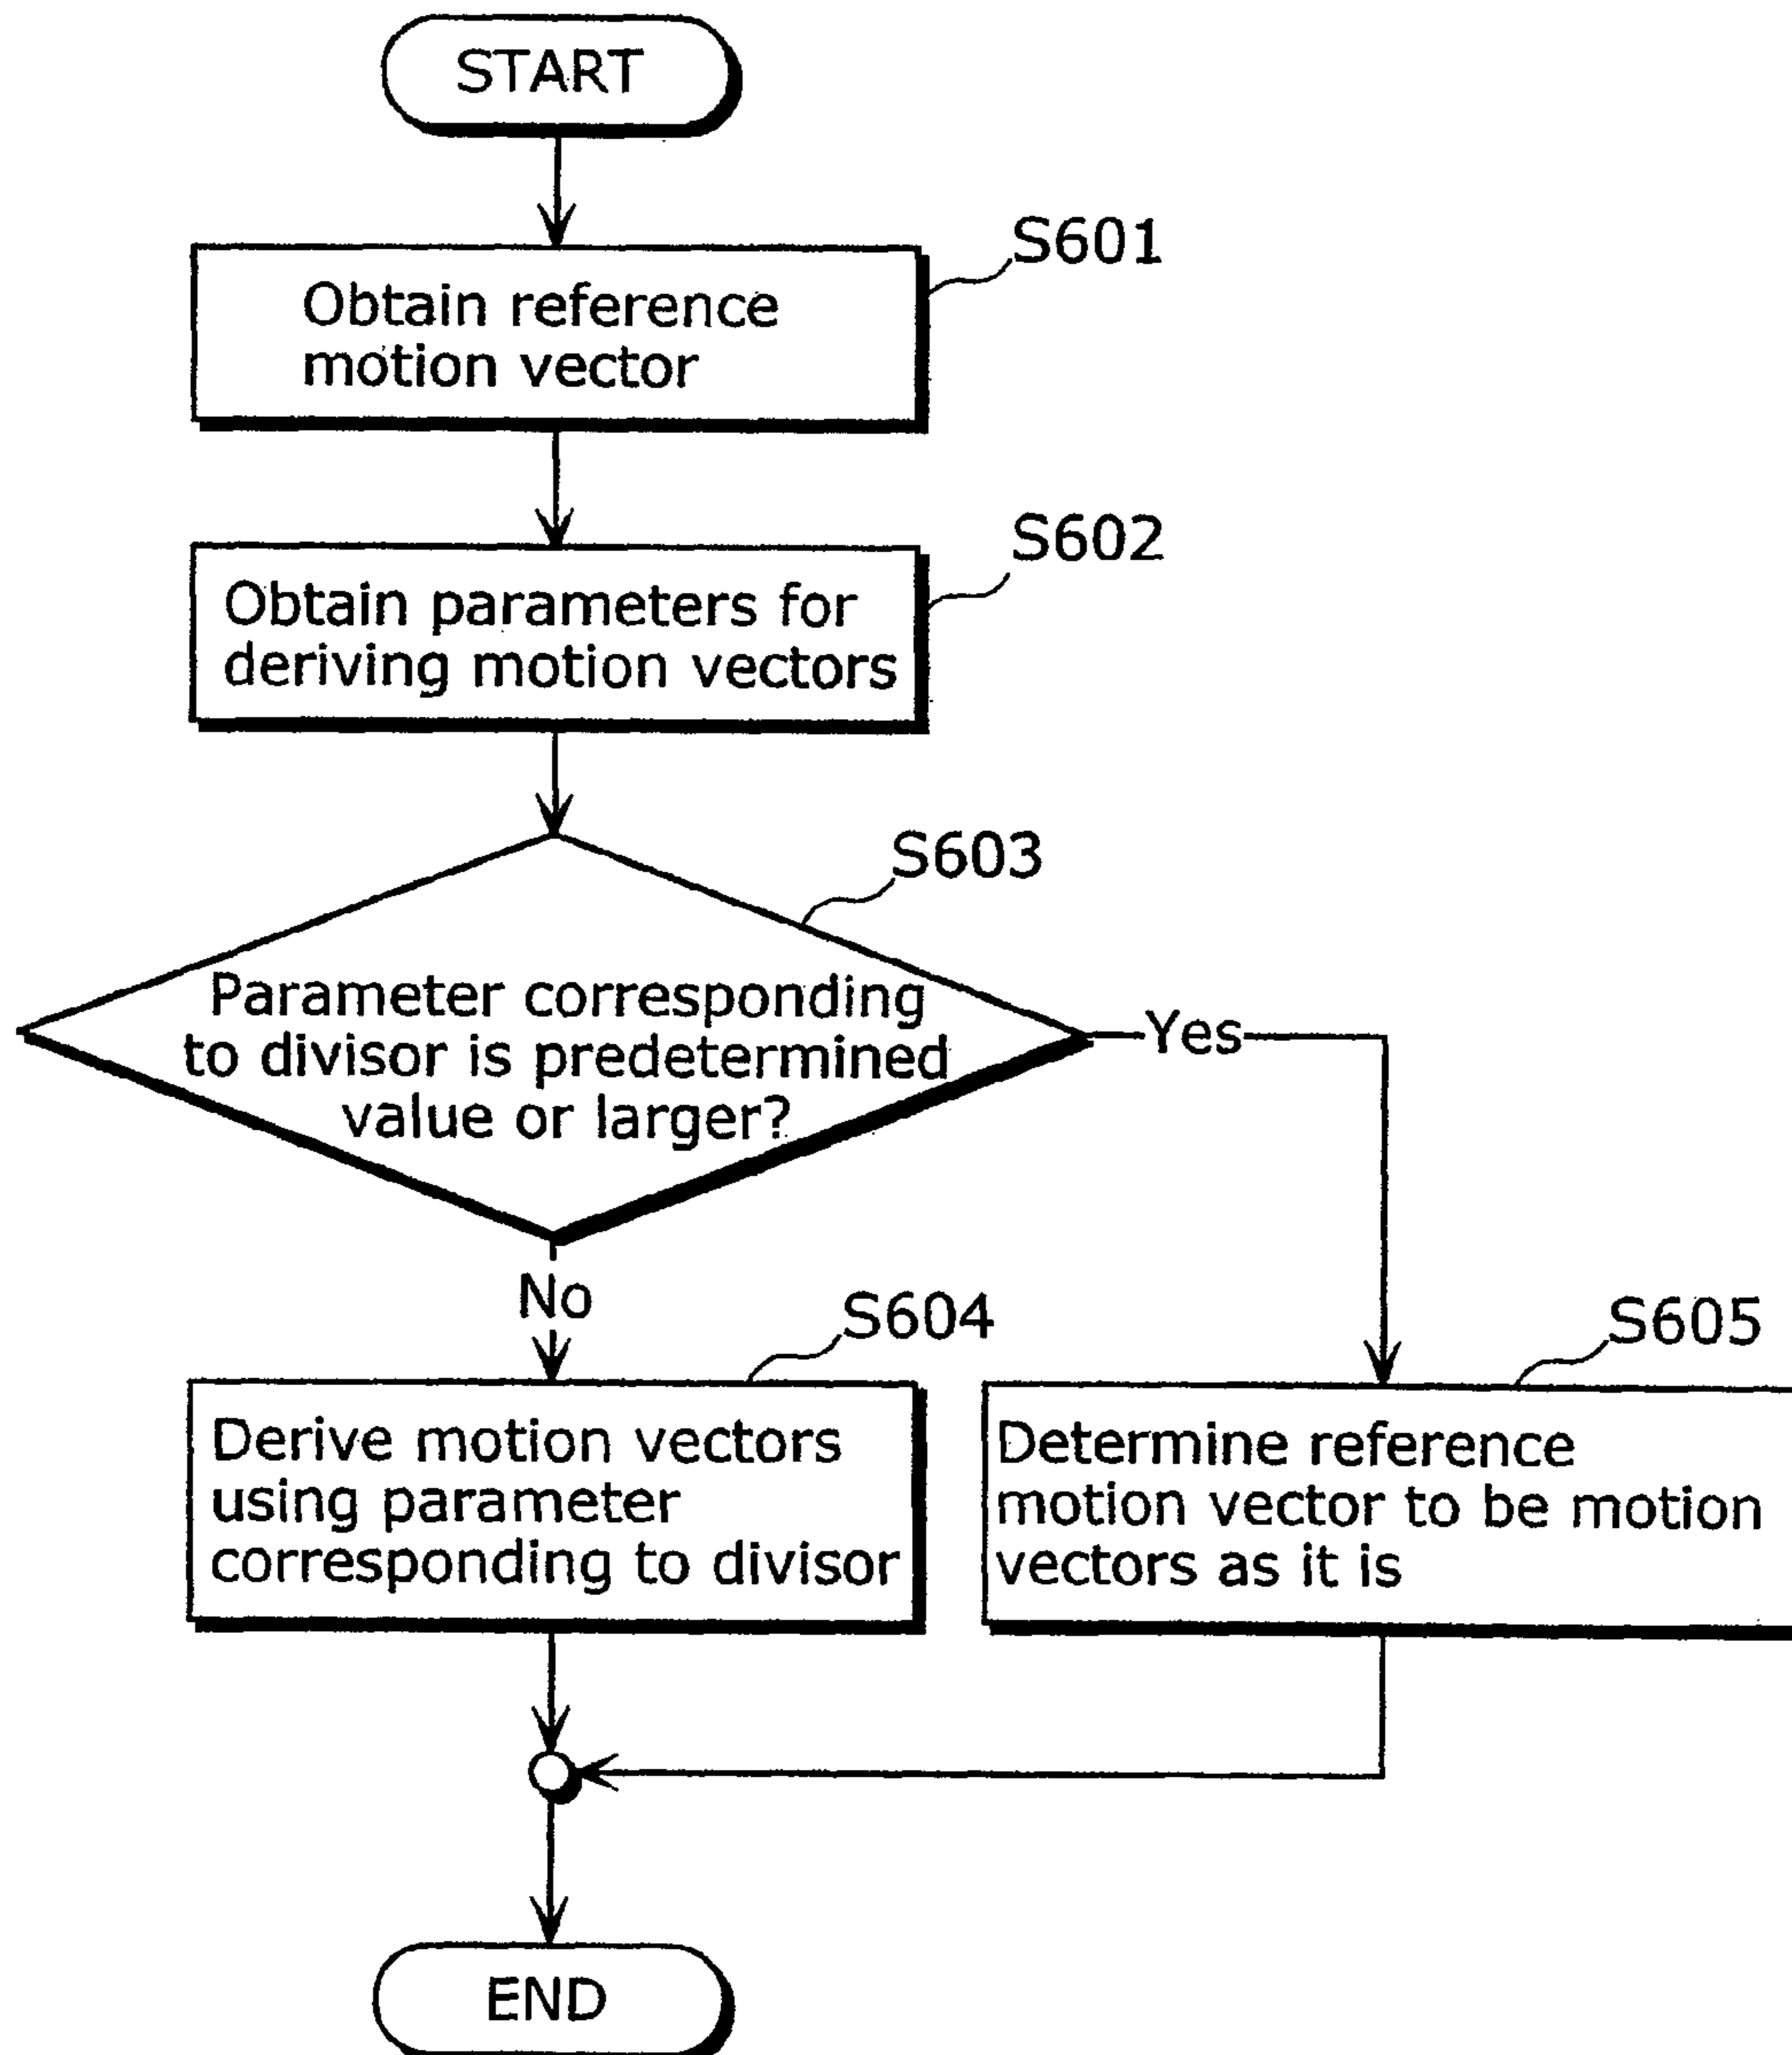 START
S601
Obtain reference
motion vector
S602
Obtain parameters for
deriving motion vectors
S603
Parameter corresponding
to divisor is predetermined
value or larger?
Yes
No
S604
Derive motion vectors
using parameter
corresponding to divisor
S605
Determine reference
motion vector to be motion
vectors as it is
END